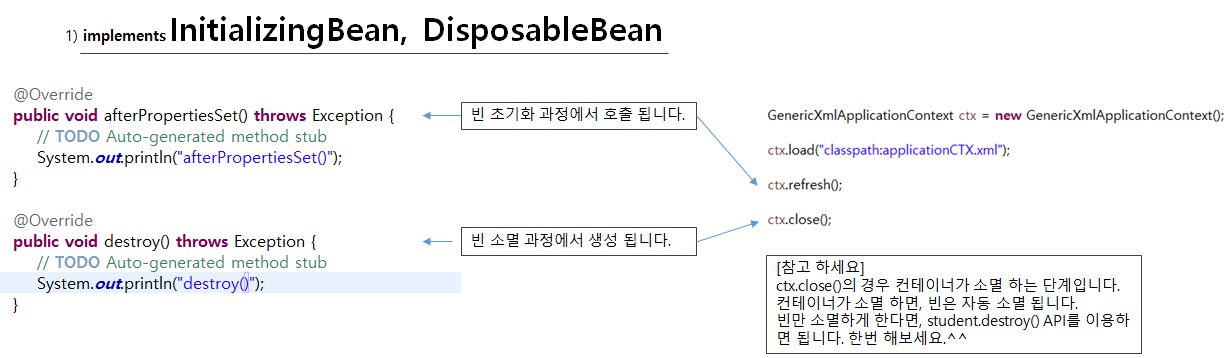 1) implements InitializingBean, DisposableBean
@Override
public void afterPropertiesSet() throws Exception {
// TODO Auto-generated method stub
System.out.println("afterPropertiesSet()");
}
@Override
public void destroy() throws Exception {
// TODO Auto-generated method stub
System.out.println("destroy()");
}
빈 초기화 과정에서 호출 됩니다.
빈 소멸 과정에서 생성 됩니다.
GenericXmlApplicationContext ctx = new GenericXmlApplicationContext();
ctx.load("classpath:applicationCTX.xml");
ctx.refresh();
ctx.close();
[참고 하세요]
ctx.close()의 경우 컨테이너가 소멸 하는 단계입니다.
컨테이너가 소멸 하면, 빈은 자동 소멸 됩니다.
빈만 소멸하게 한다면, student.destroy() API를 이용하
면 됩니다. 한번 해보세요.^^